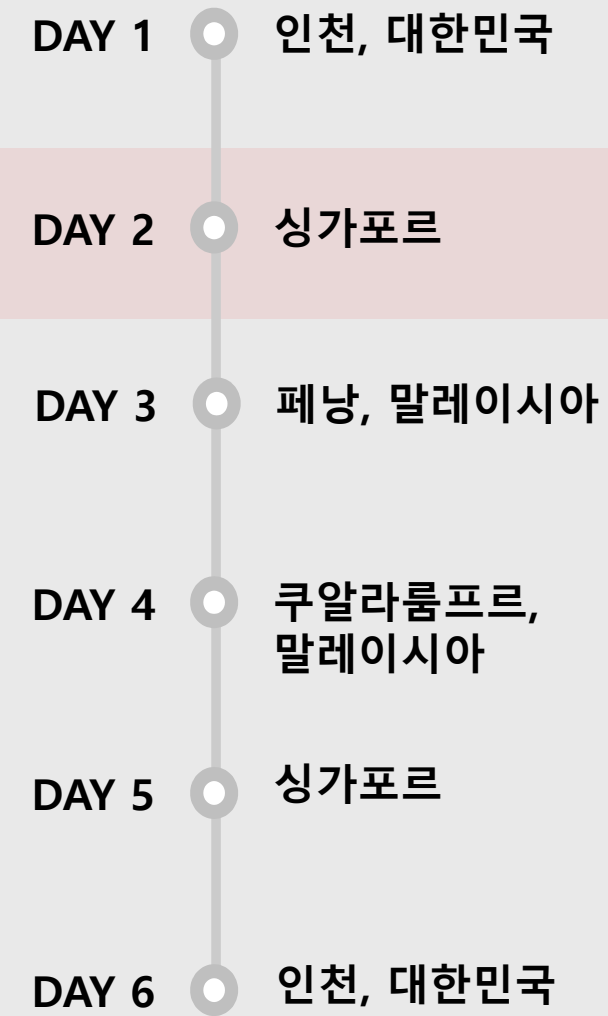 DAY 1 인천, 대한민국
DAY 2 싱가포르
DAY 3 페낭, 말레이시아
DAY 4 쿠알라룸프르,
말레이시아
DAY 5 싱가포르
DAY 6 인천, 대한민국